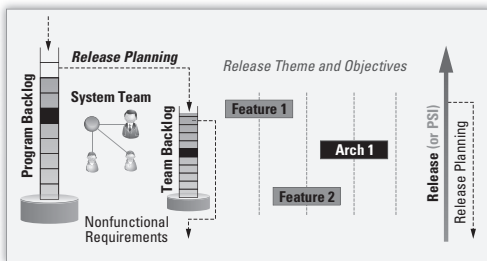 Release Planning
Program Backlog
System Team
Team Backlog
Nonfunctional
Requirements
Release Theme and Objectives
Feature 1
Arch 1
Feature 2
Release (or PSI)
Release Planning